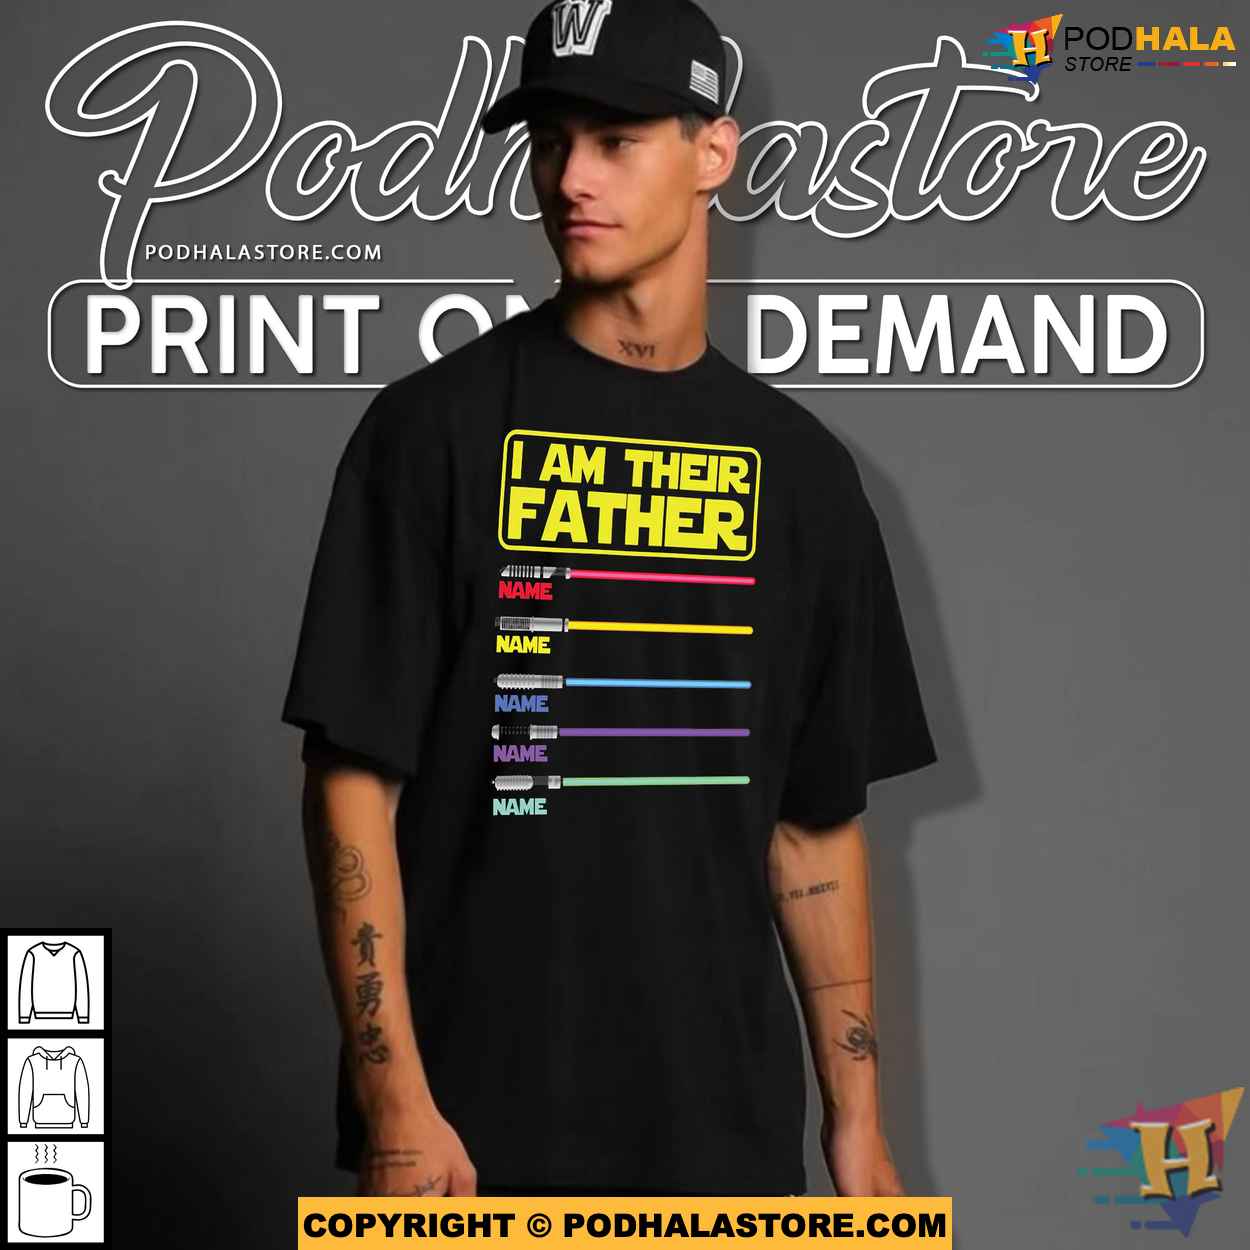 W
PODHALA
STORE
Podhalastore
PODHALASTORE.COM
PRINT ON DEMAND
XVI
I AM THEIR
FATHER
NAME
NAME
NAME
NAME
NAME
貴
勇
忠
H
COPYRIGHT © PODHALASTORE.COM